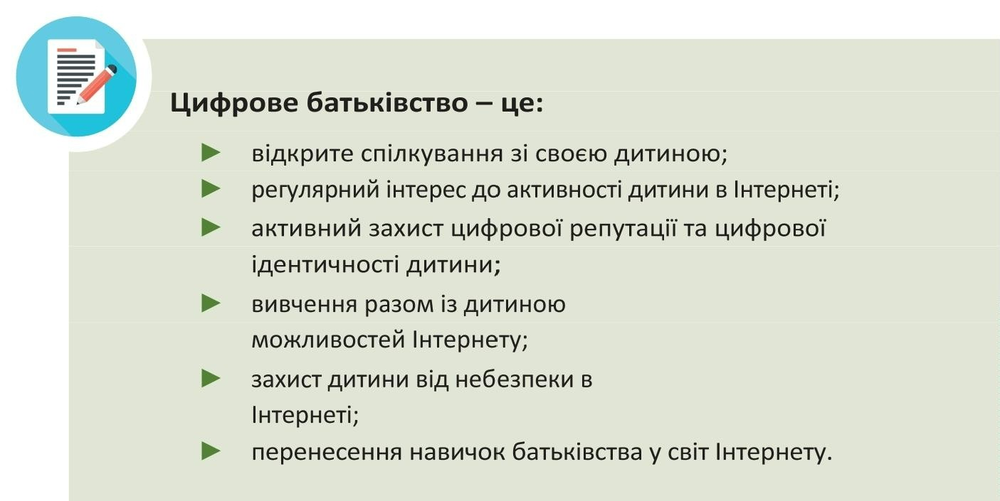 Цифрове батьківство – це:
► відкрите спілкування зі своєю дитиною;
► регулярний інтерес до активності дитини в Інтернеті;
► активний захист цифрової репутації та цифрової
ідентичності дитини;
► вивчення разом із дитиною
можливостей Інтернету;
► захист дитини від небезпеки в
Інтернеті;
► перенесення навичок батьківства у світ Інтернету.